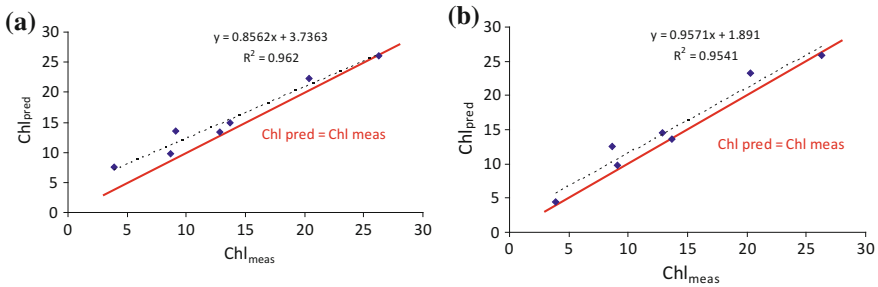 (a)
y = 0.8562x + 3.7363
R² = 0.962
30
25
20
15
10
5
0
Chlpred
Chl pred = Chl meas
0 5 10 15 20 25 30
Chlmeas
(b)
y = 0.9571x + 1.891
R² = 0.9541
30
25
20
15
10
5
0
Chlpred
Chl pred = Chl meas
0 5 10 15 20 25 30
Chlmeas